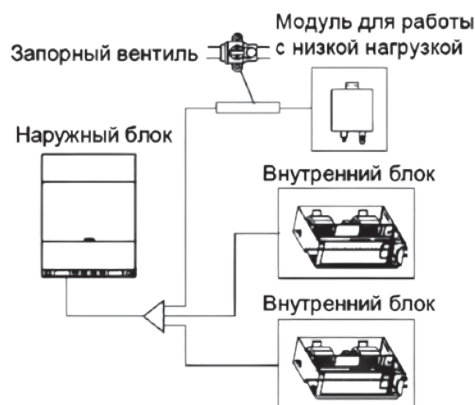 Модуль для работы
с низкой нагрузкой
Запорный вентиль
Наружный блок
Внутренний блок
Внутренний блок